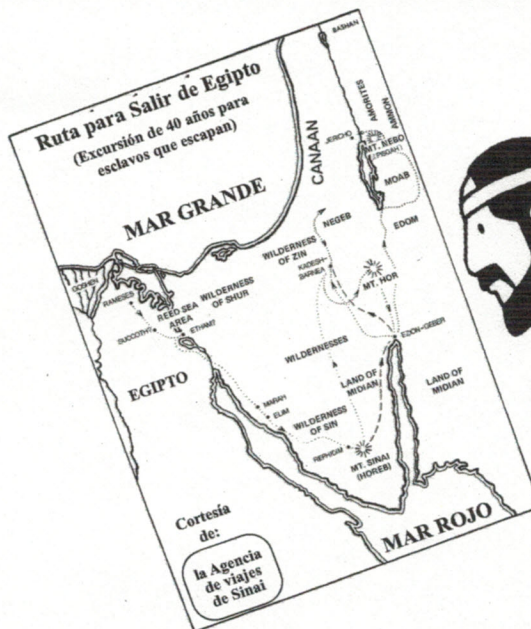 Ruta para Salir de Egipto
(Excursión de 40 años para
esclavos que escapan)
BASHAN
AMORITES
AMMON
CANAAN
JERICHO
MT. NEBO
(PISGAH)
MOAB
MAR GRANDE
NEGEB
EDOM
WILDERNESS
OF ZIN
KADESH-
BARNEA
MT. HOR
GOSHEN
RAMESES
REED SEA
AREA
WILDERNESS
OF SHUR
SUCCOTH
ETHAM?
EZION-GEBER
WILDERNESSES
EGIPTO
LAND OF
MIDIAN
LAND OF
MIDIAN
MARAH
ELIM
WILDERNESS
OF SIN
REPHIDIM
MT. SINAI
(HOREB)
Cortesía
de:
MAR ROJO
la Agencia
de viajes
de Sinai